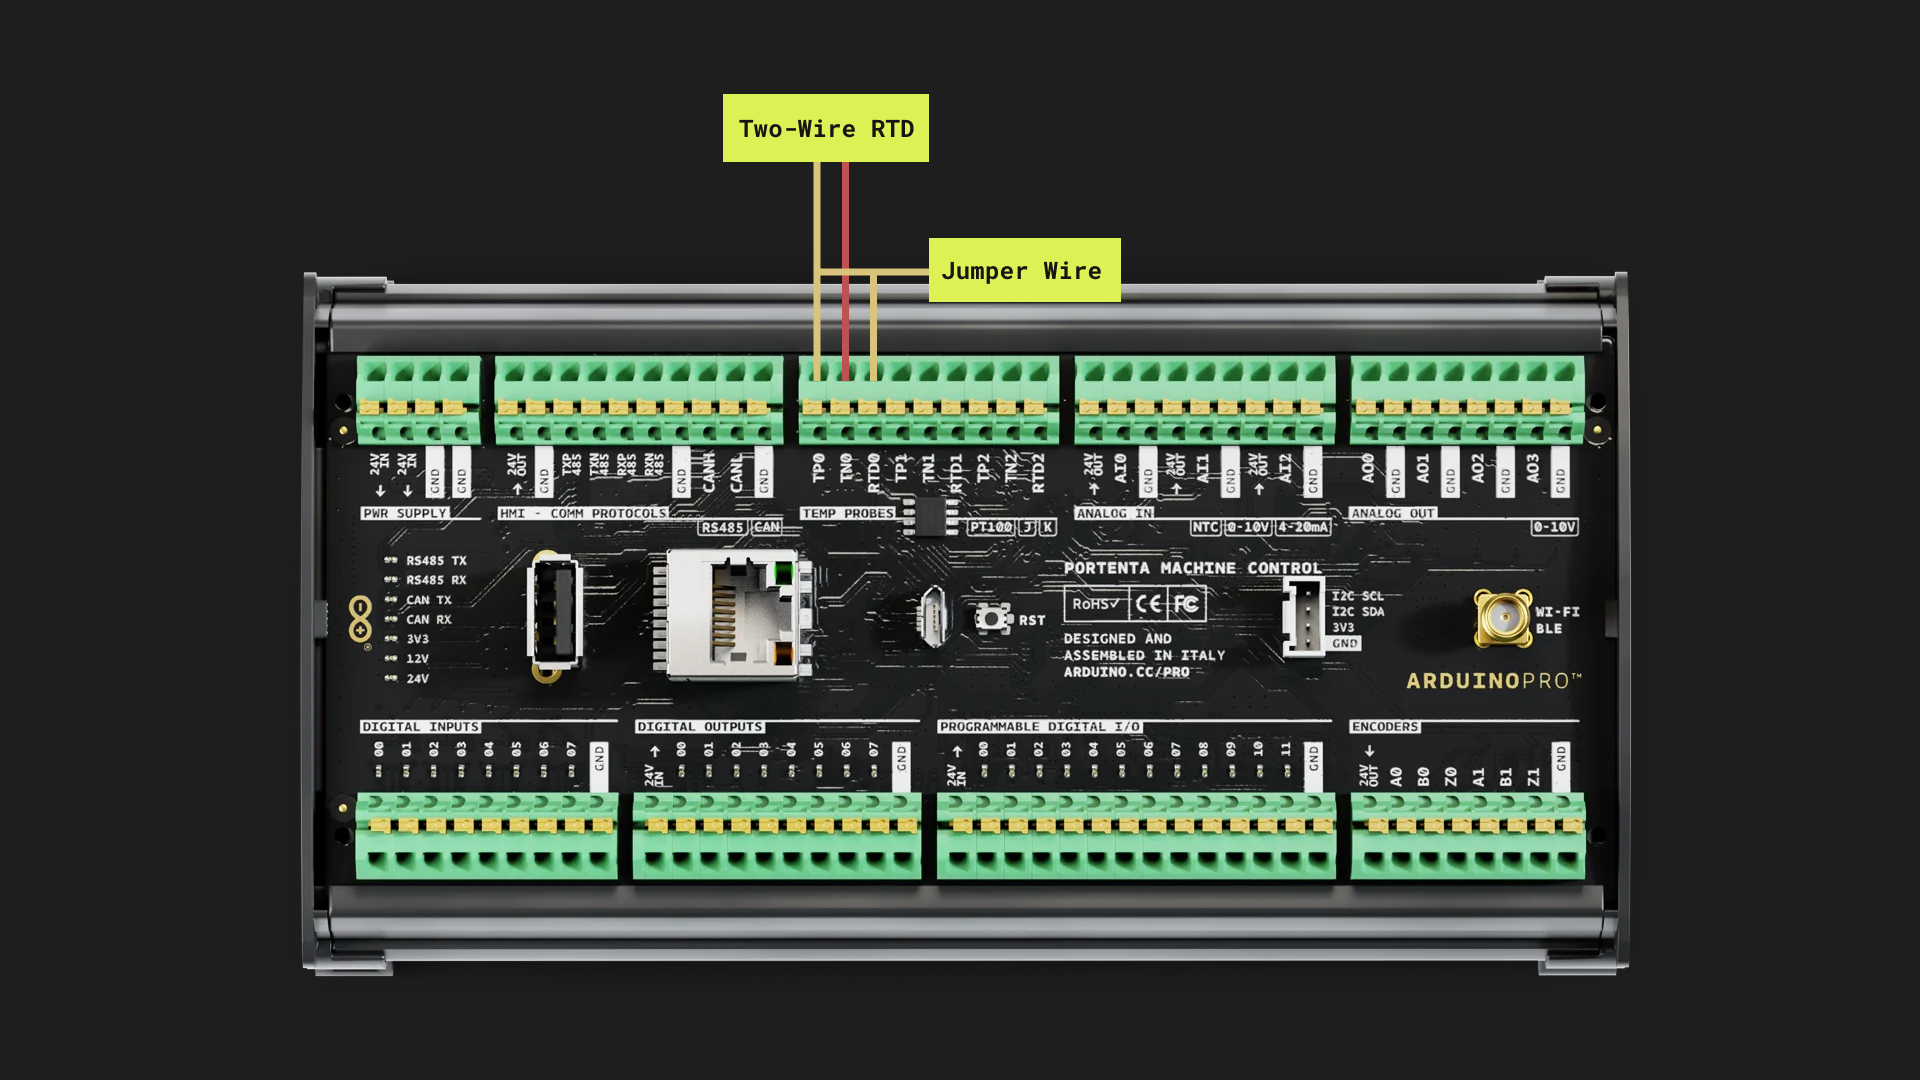 Two-Wire RTD
Jumper Wire
24V IN
24V IN
GND
GND
PWR SUPPLY
24V OUT
GND
TXP 485
TXN 485
RXP 485
RXN 485
GND
CANH
CANL
GND
HMI - COMM PROTOCOLS
RS485 CAN
TP0
TN0
RTD0
TP1
TN1
RTD1
TP2
TN2
RTD2
TEMP PROBES
PT100 J K
24V OUT
AI0
GND
24V OUT
AI1
GND
24V OUT
AI2
GND
ANALOG IN
NTC 0-10V 4-20mA
AO0
GND
AO1
GND
AO2
GND
AO3
GND
ANALOG OUT
0-10V
RS485 TX
RS485 RX
CAN TX
CAN RX
3V3
12V
24V
RST
PORTENTA MACHINE CONTROL
RoHS✓ CE FC
DESIGNED AND
ASSEMBLED IN ITALY
ARDUINO.CC/PRO
I2C SCL
I2C SDA
3V3
GND
WI-FI
BLE
ARDUINOPRO™
DIGITAL INPUTS
00 01 02 03 04 05 06 07 GND
DIGITAL OUTPUTS
24V IN 00 01 02 03 04 05 06 07 GND
PROGRAMMABLE DIGITAL I/O
24V IN 00 01 02 03 04 05 06 07 08 09 10 11 GND
ENCODERS
24V OUT A0 B0 Z0 A1 B1 Z1 GND